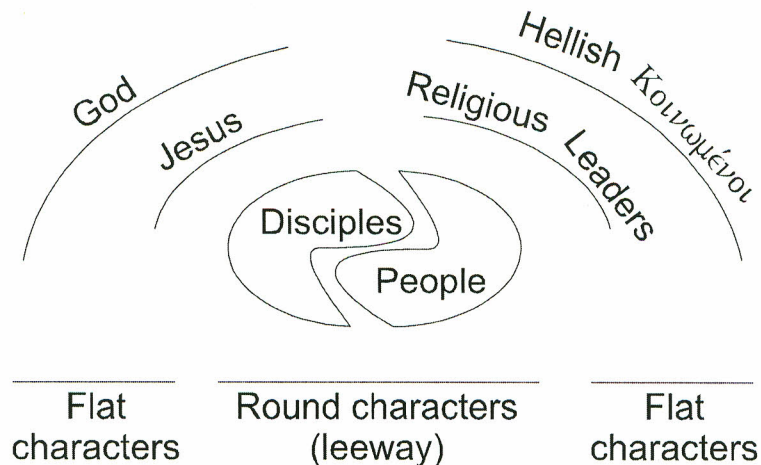 God
Jesus
Hellish Κοινωμένοι
Religious Leaders
Disciples
People
Flat
characters
Round characters
(leeway)
Flat
characters